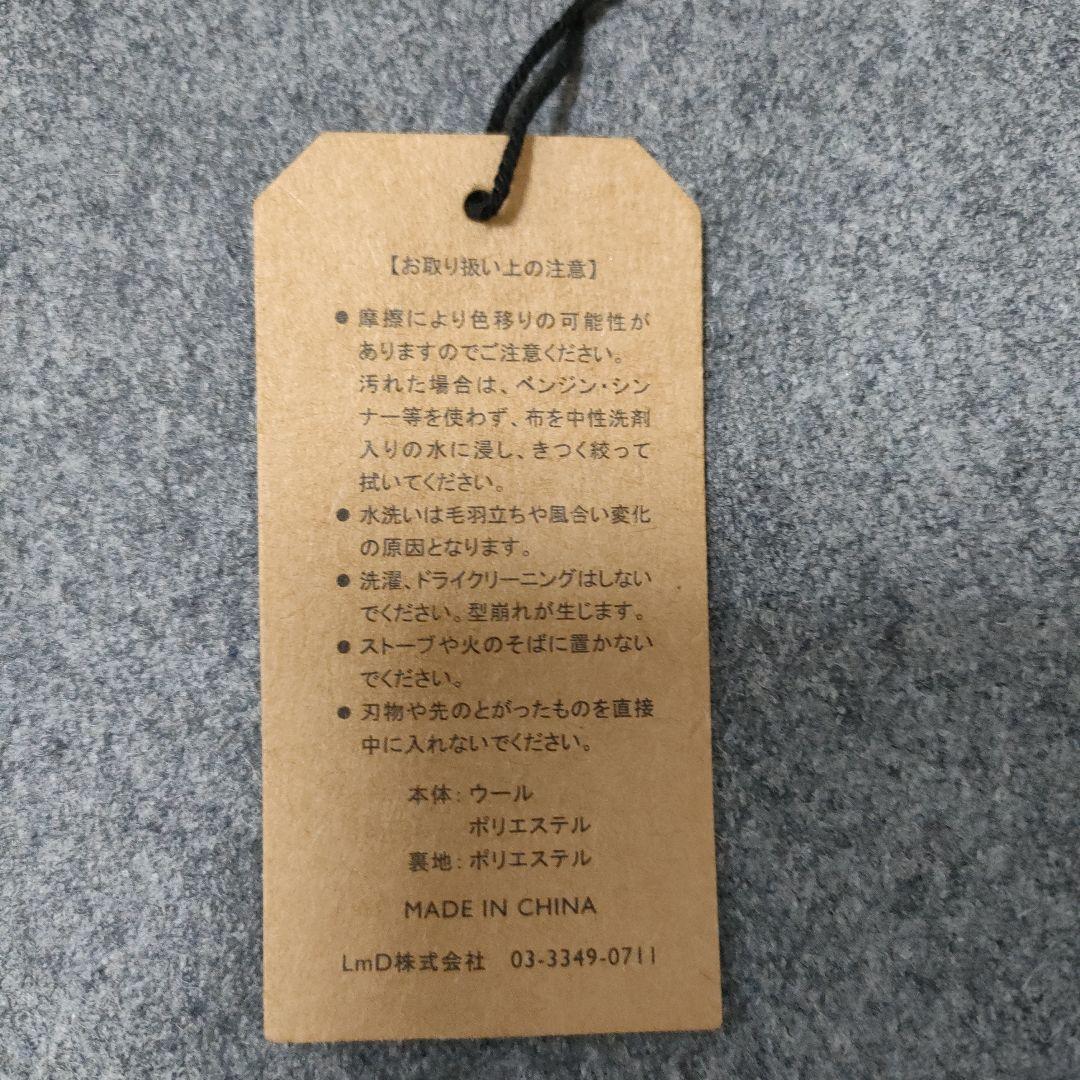 【お取り扱い上の注意】
● 摩擦により色移りの可能性が
ありますのでご注意ください。
汚れた場合は、ベンジン・シン
ナー等を使わず、布を中性洗剤
入りの水に浸し、きつく絞って
拭いてください。
● 水洗いは毛羽立ちや風合い変化
の原因となります。
● 洗濯、ドライクリーニングはしない
でください。型崩れが生じます。
● ストーブや火のそばに置かない
でください。
● 刃物や先のとがったものを直接
中に入れないでください。
本体：ウール
ポリエステル
裏地：ポリエステル
MADE IN CHINA
LmD株式会社 03-3349-0711